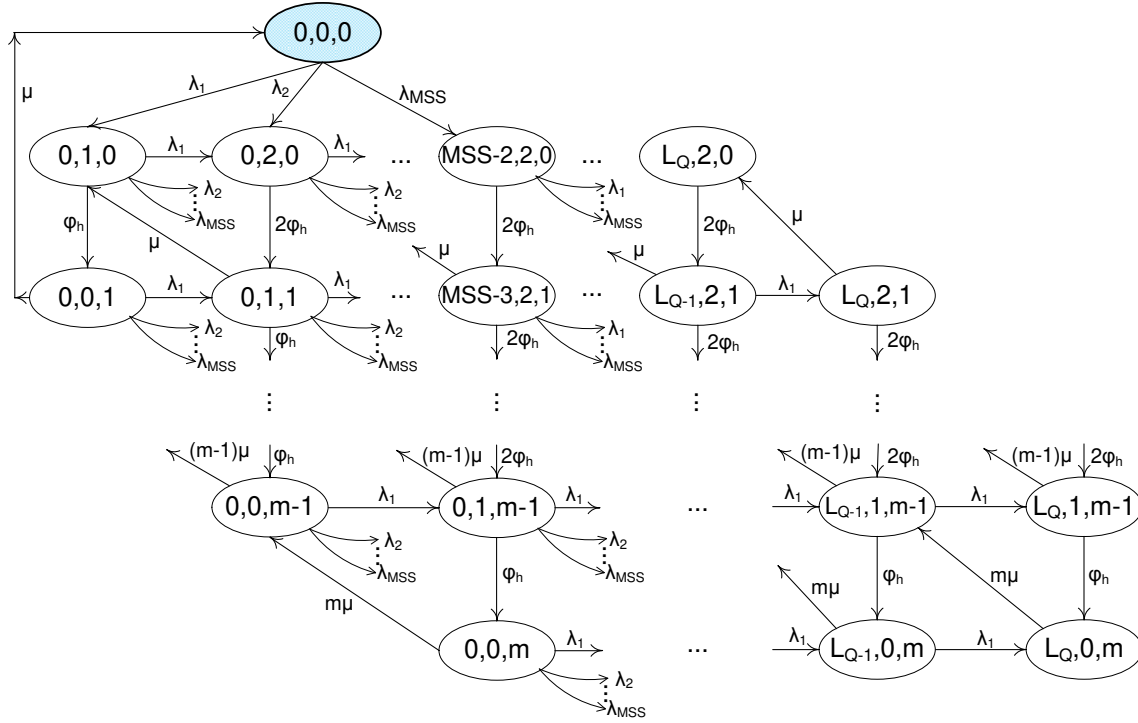 0,0,0
λ1 λ2 λMSS
μ
0,1,0 λ1 0,2,0 λ1 ... MSS-2,2,0 ... LQ,2,0
λ2 λ2 λ1
λMSS λMSS λMSS
φh μ 2φh 2φh 2φh μ
μ μ
0,0,1 λ1 0,1,1 λ1 ... MSS-3,2,1 ... LQ-1,2,1 λ1 LQ,2,1
λ2 λ2 λ1
λMSS φh λMSS 2φh λMSS 2φh 2φh
... ... ...
(m-1)μ φh (m-1)μ 2φh (m-1)μ 2φh (m-1)μ 2φh
0,0,m-1 λ1 0,1,m-1 λ1 ... λ1 LQ-1,1,m-1 λ1 LQ,1,m-1
λ2 λ2
λMSS λMSS
mμ φh mμ φh mμ φh
0,0,m λ1 ... λ1 LQ-1,0,m λ1 LQ,0,m
λ2
λMSS